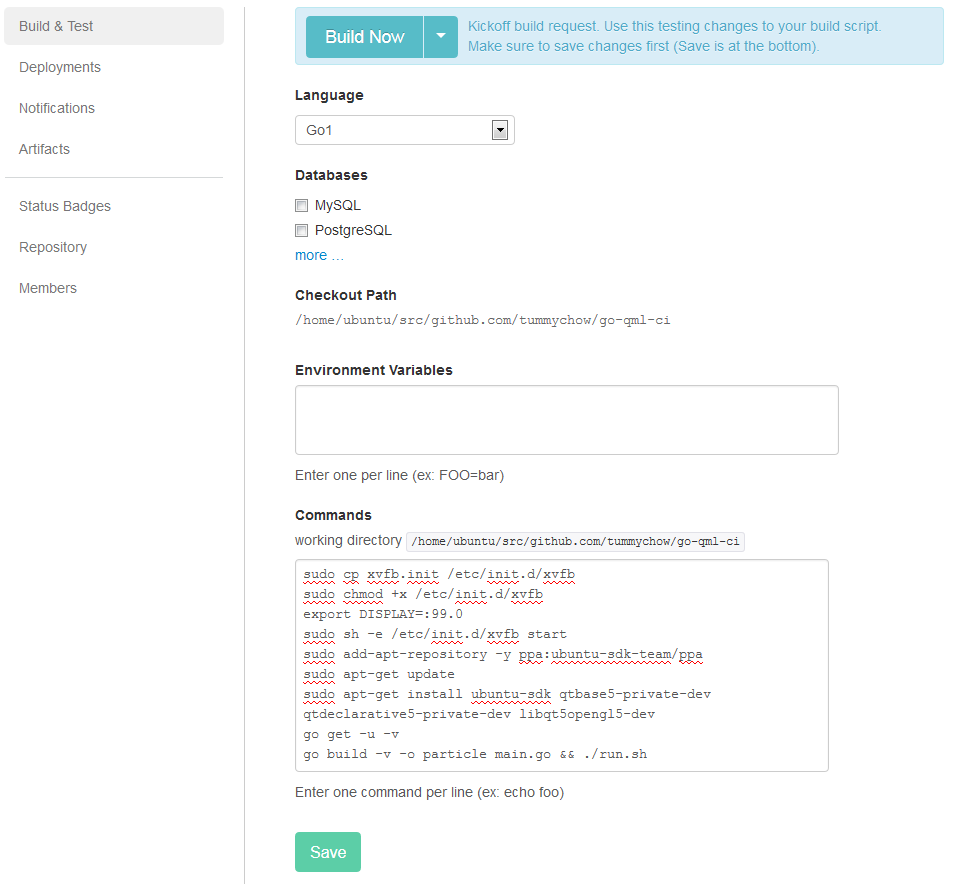 Build & Test
Deployments
Notifications
Artifacts
Status Badges
Repository
Members
Build Now
Kickoff build request. Use this testing changes to your build script.
Make sure to save changes first (Save is at the bottom).
Language
Go1
Databases
MySQL
PostgreSQL
more ...
Checkout Path
/home/ubuntu/src/github.com/tummychow/go-qml-ci
Environment Variables
Enter one per line (ex: FOO=bar)
Commands
working directory /home/ubuntu/src/github.com/tummychow/go-qml-ci
sudo cp xvfb.init /etc/init.d/xvfb
sudo chmod +x /etc/init.d/xvfb
export DISPLAY=:99.0
sudo sh -e /etc/init.d/xvfb start
sudo add-apt-repository -y ppa:ubuntu-sdk-team/ppa
sudo apt-get update
sudo apt-get install ubuntu-sdk qtbase5-private-dev
qtdeclarative5-private-dev libqt5opengl5-dev
go get -u -v
go build -v -o particle main.go && ./run.sh
Enter one command per line (ex: echo foo)
Save